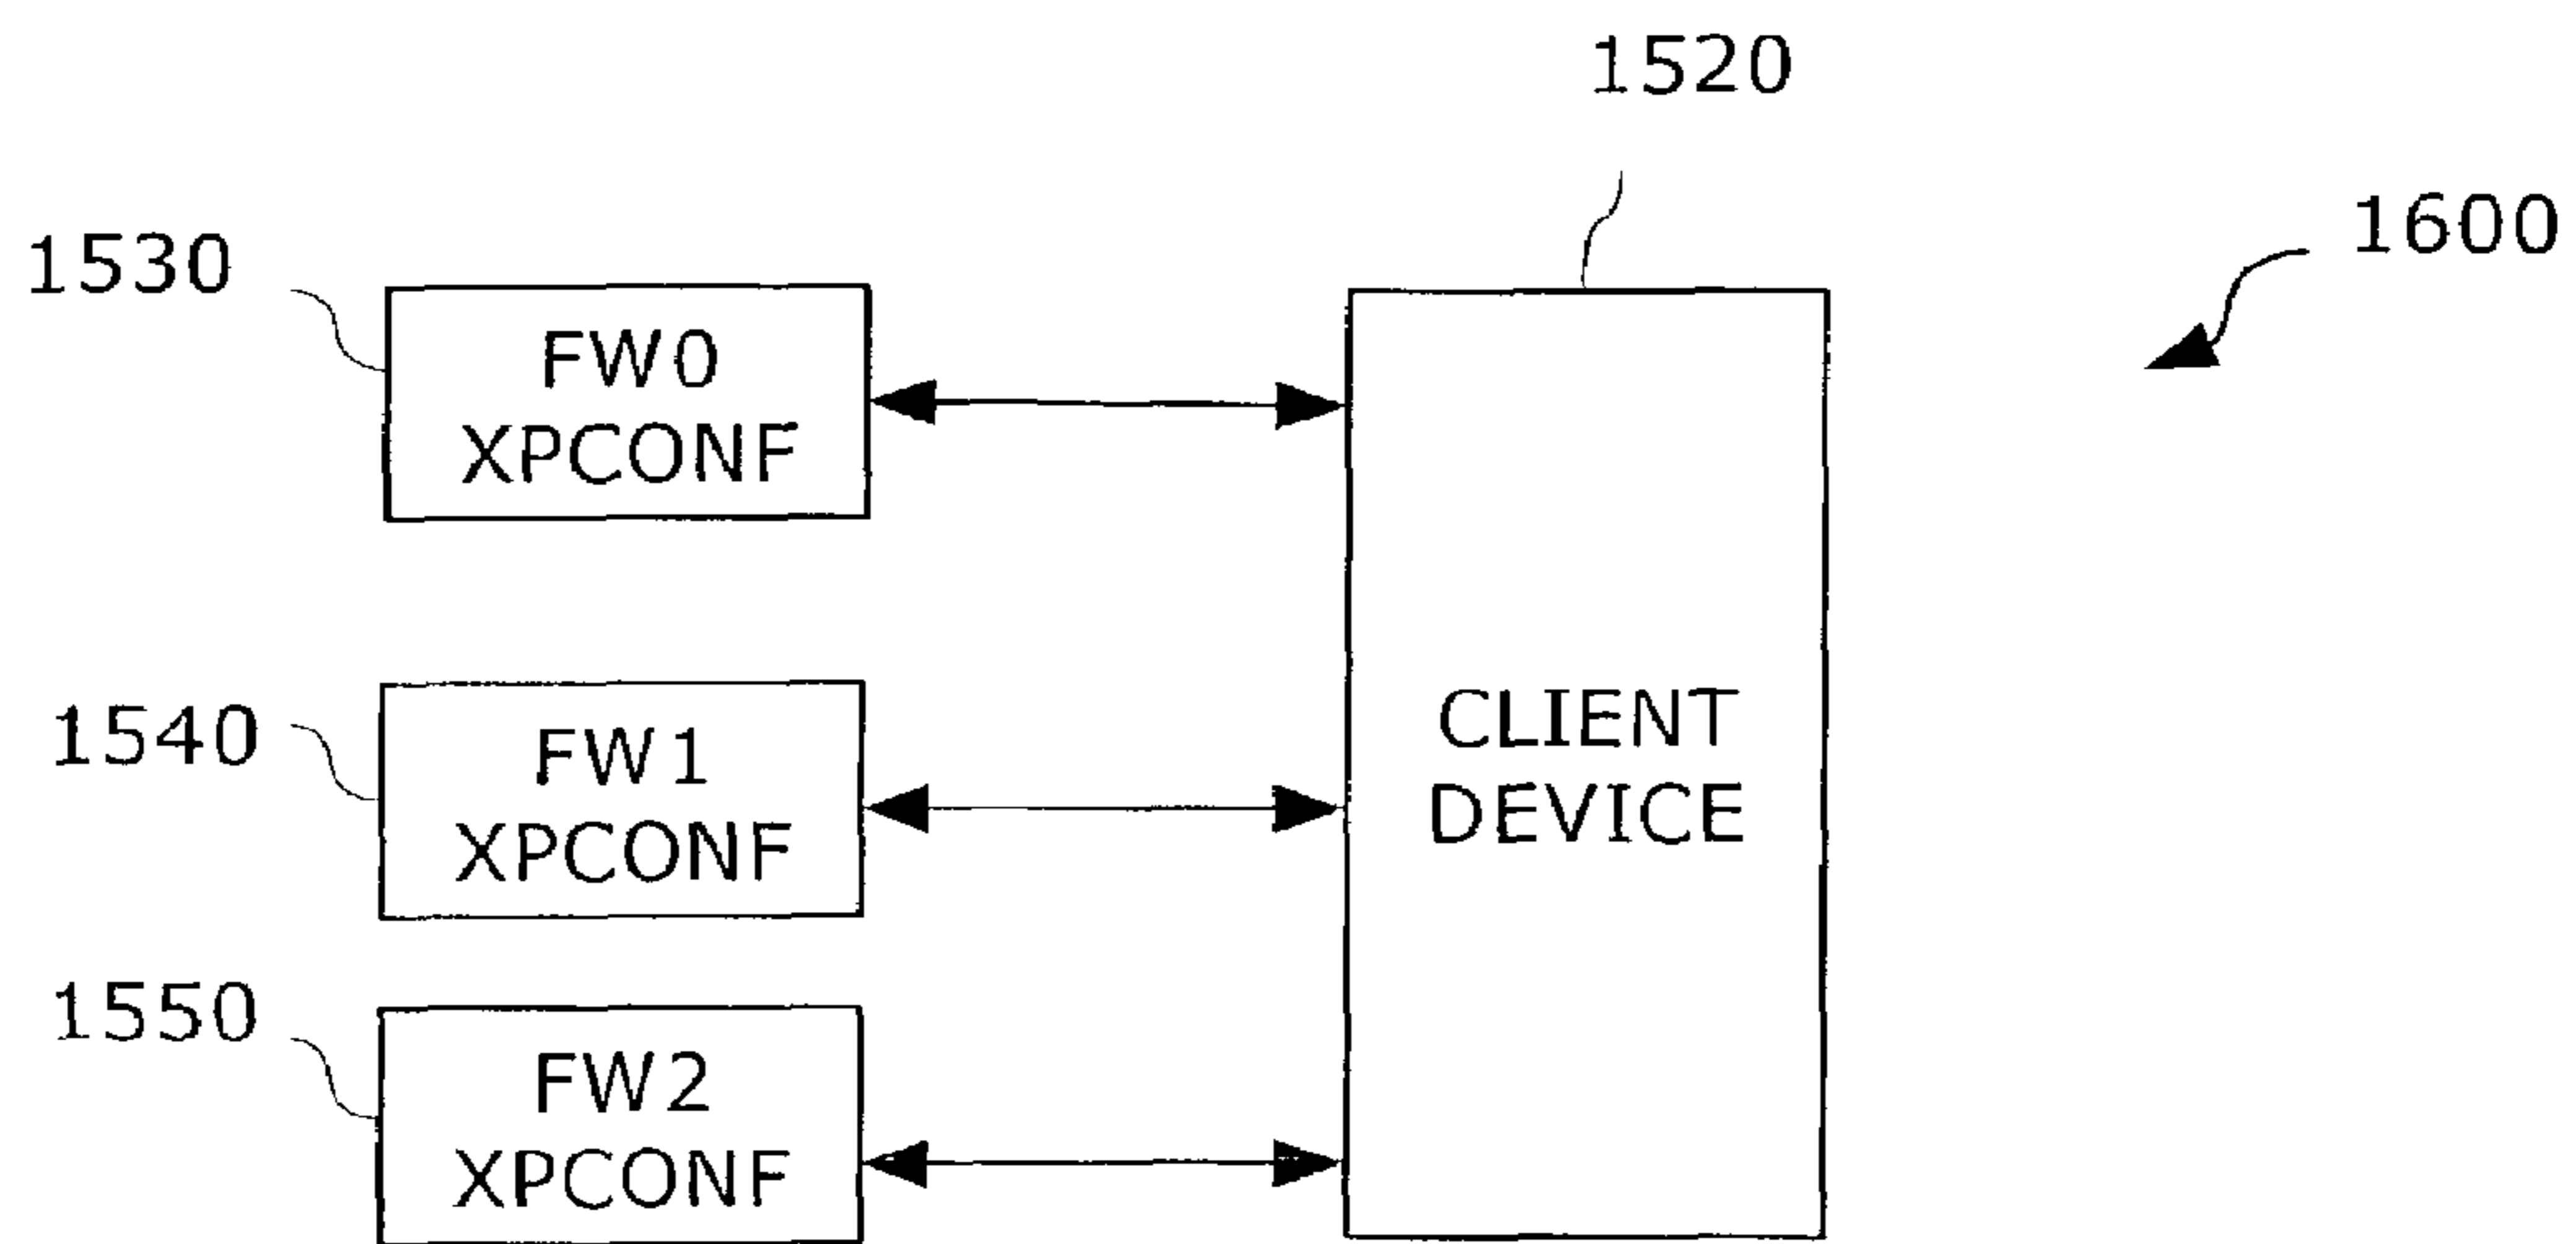 1520
1600
1530
FW0
XPCONF
1540
FW1
XPCONF
CLIENT
DEVICE
1550
FW2
XPCONF